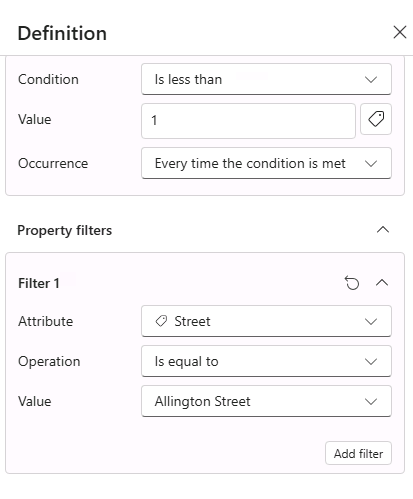 Definition
Condition Is less than
Value 1
Occurrence Every time the condition is met
Property filters
Filter 1
Attribute Street
Operation Is equal to
Value Allington Street
Add filter